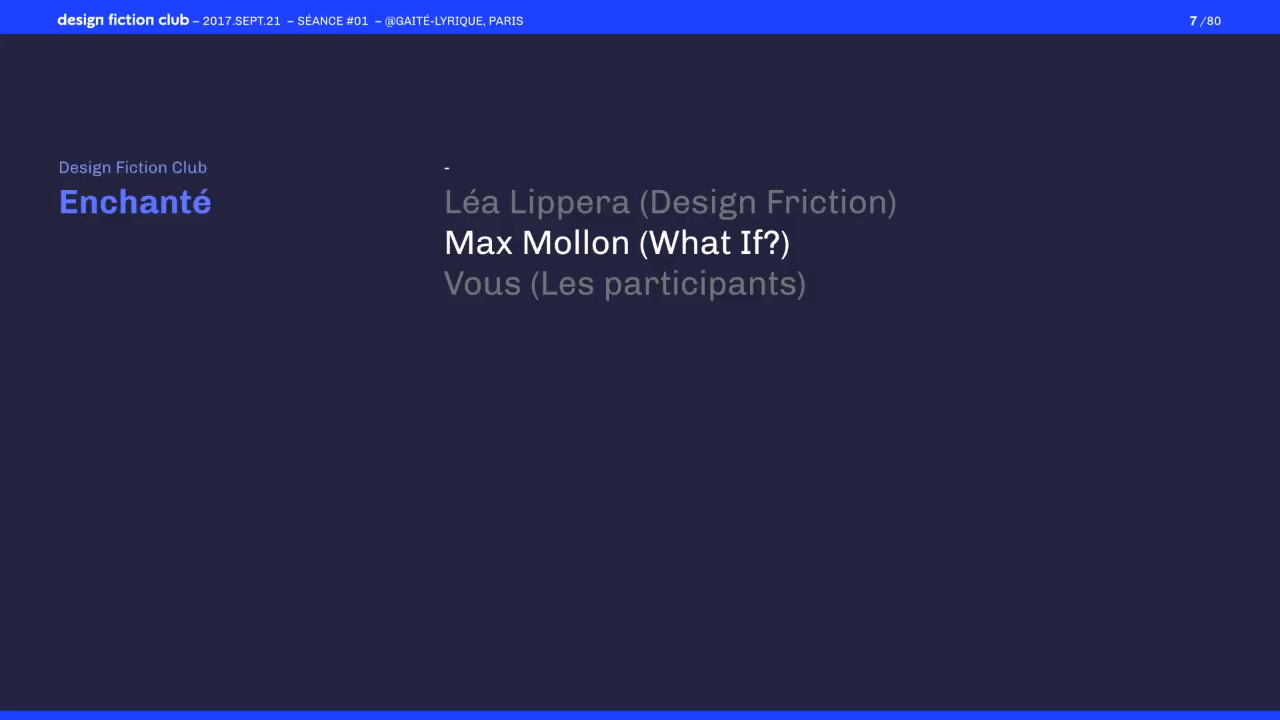 design fiction club – 2017.SEPT.21 – SÉANCE #01 – @GAITÉ-LYRIQUE, PARIS
7 /80
Design Fiction Club
Enchanté
-
Léa Lippera (Design Friction)
Max Mollon (What If?)
Vous (Les participants)